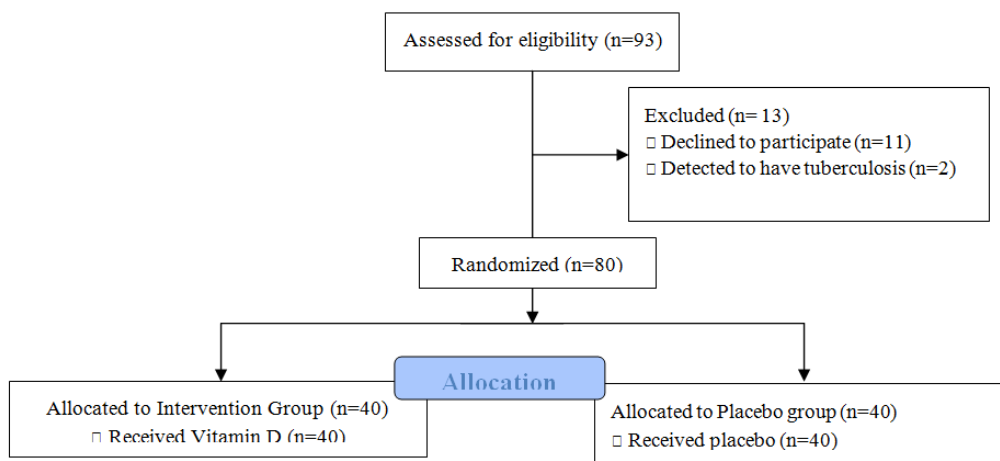 Assessed for eligibility (n=93)
Excluded (n= 13)
□ Declined to participate (n=11)
□ Detected to have tuberculosis (n=2)
Randomized (n=80)
Allocation
Allocated to Intervention Group (n=40)
□ Received Vitamin D (n=40)
Allocated to Placebo group (n=40)
□ Received placebo (n=40)